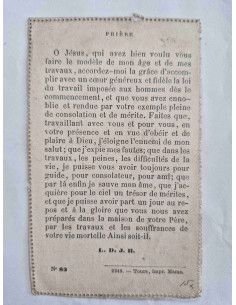 PRIÈRE
O Jésus, qui avez bien voulu vous
faire le modèle de mon âge et de mes
travaux, accordez-moi la grâce d'accom-
plir avec un cœur généreux et fidèle la loi
du travail imposée aux hommes dès le
commencement, et que vous avez enno-
blie et rendue par votre exemple pleine
de consolation et de mérites. Faites que,
travaillant avec vous et pour vous, en
votre présence et en vue d'obéir et de
plaire à Dieu, j'éloigne l'ennemi de mon
salut; que j'expie mes fautes; que dans les
travaux, les peines, les difficultés de la
vie, je puisse vous avoir toujours pour
guide, pour consolateur, pour ami; que
par là enfin je sauve mon âme, que j'ac-
quière pour le ciel un trésor de mérites,
et que je puisse avoir part un jour au re-
pos et à la gloire que vous nous avez
préparés dans la maison de votre Père,
par les travaux et les souffrances de
votre vie mortelle Ainsi soit-il.
L. D. J. B.
Tours, impr. Mame.